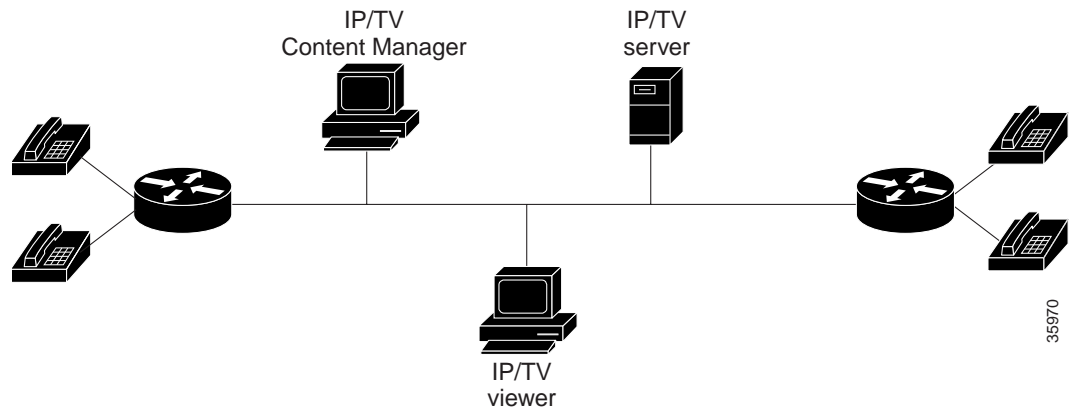 IP/TV
Content Manager
IP/TV
server
IP/TV
viewer
35970